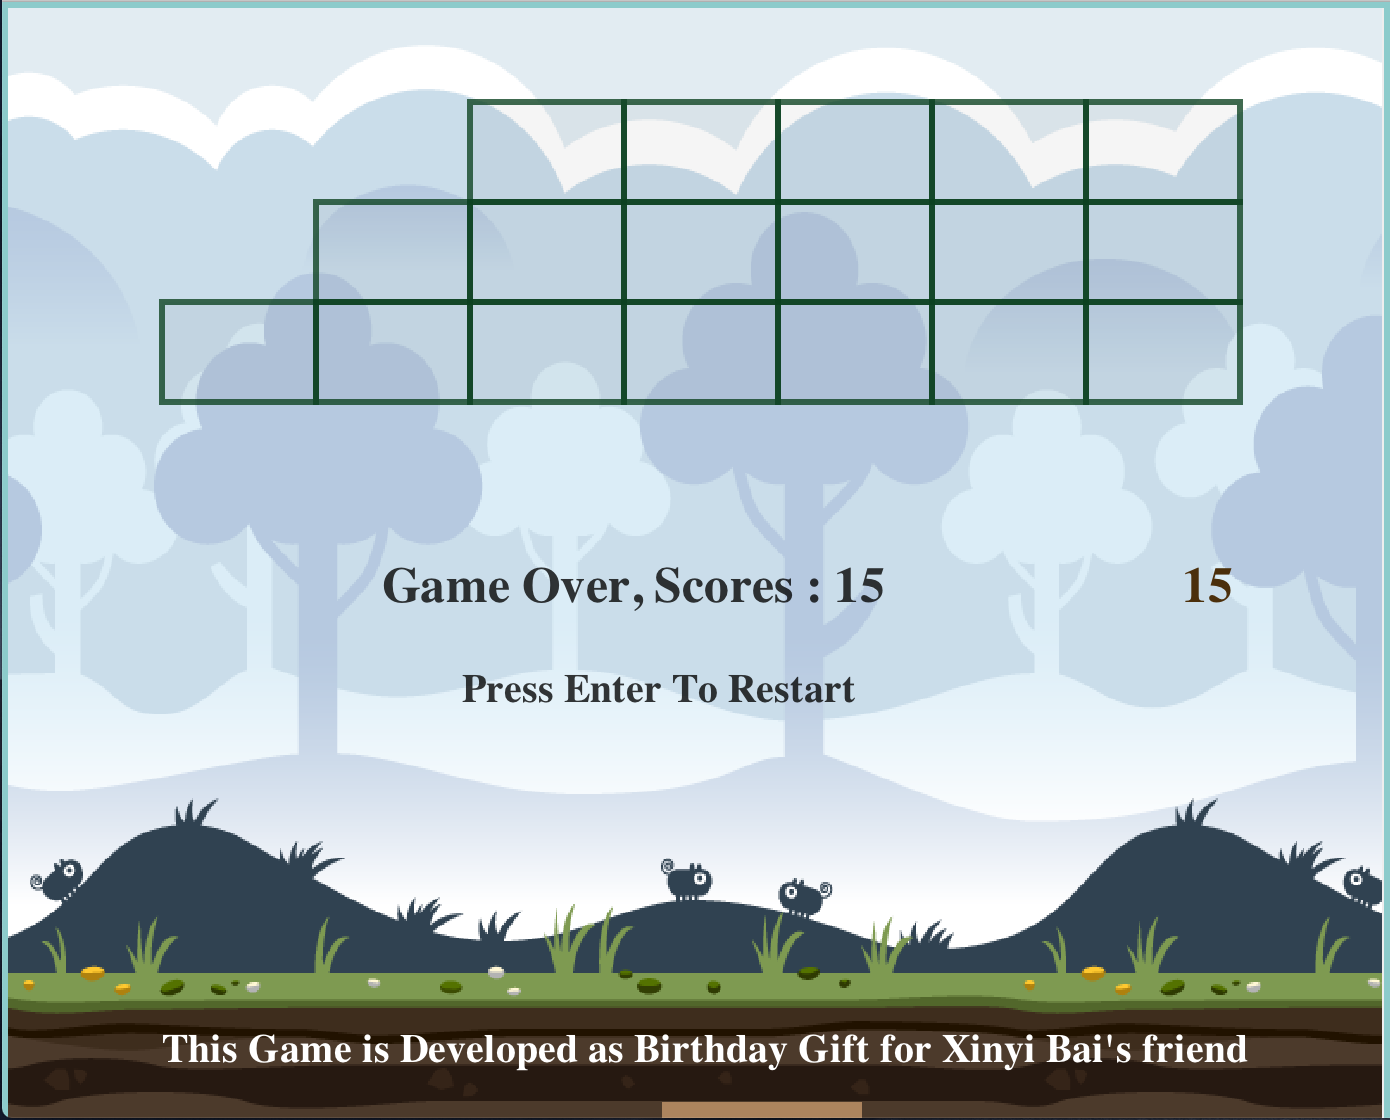 Game Over, Scores : 15
15
Press Enter To Restart
This Game is Developed as Birthday Gift for Xinyi Bai's friend